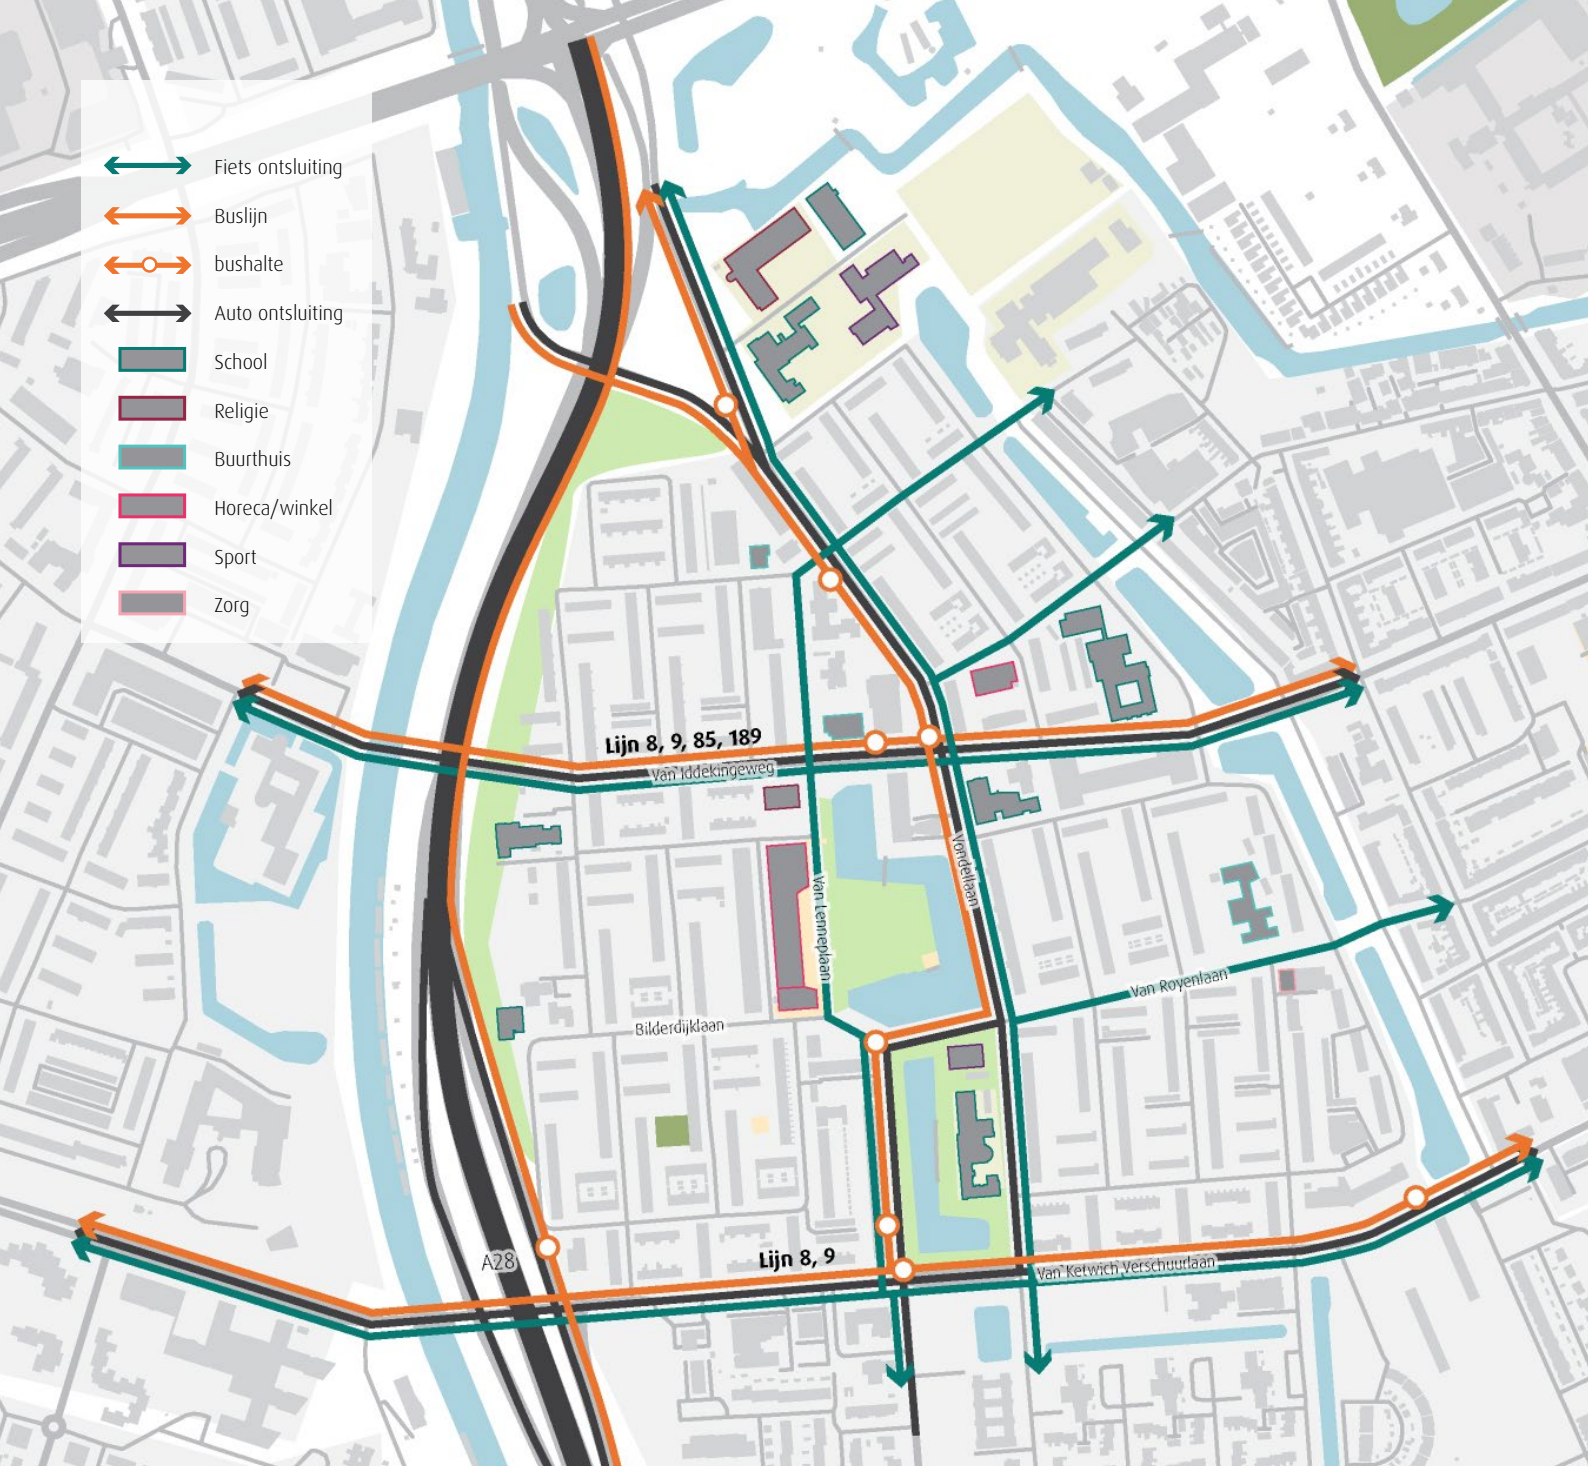 Fiets ontsluiting
Buslijn
bushalte
Auto ontsluiting
School
Religie
Buurthuis
Horeca/winkel
Sport
Zorg
Lijn 8, 9, 85, 189
Van Iddekingeweg
Vondellaan
Van Lenneplaan
Van Royenlaan
Bilderdijklaan
A28
Lijn 8, 9
Van Ketwich Verschuurlaan